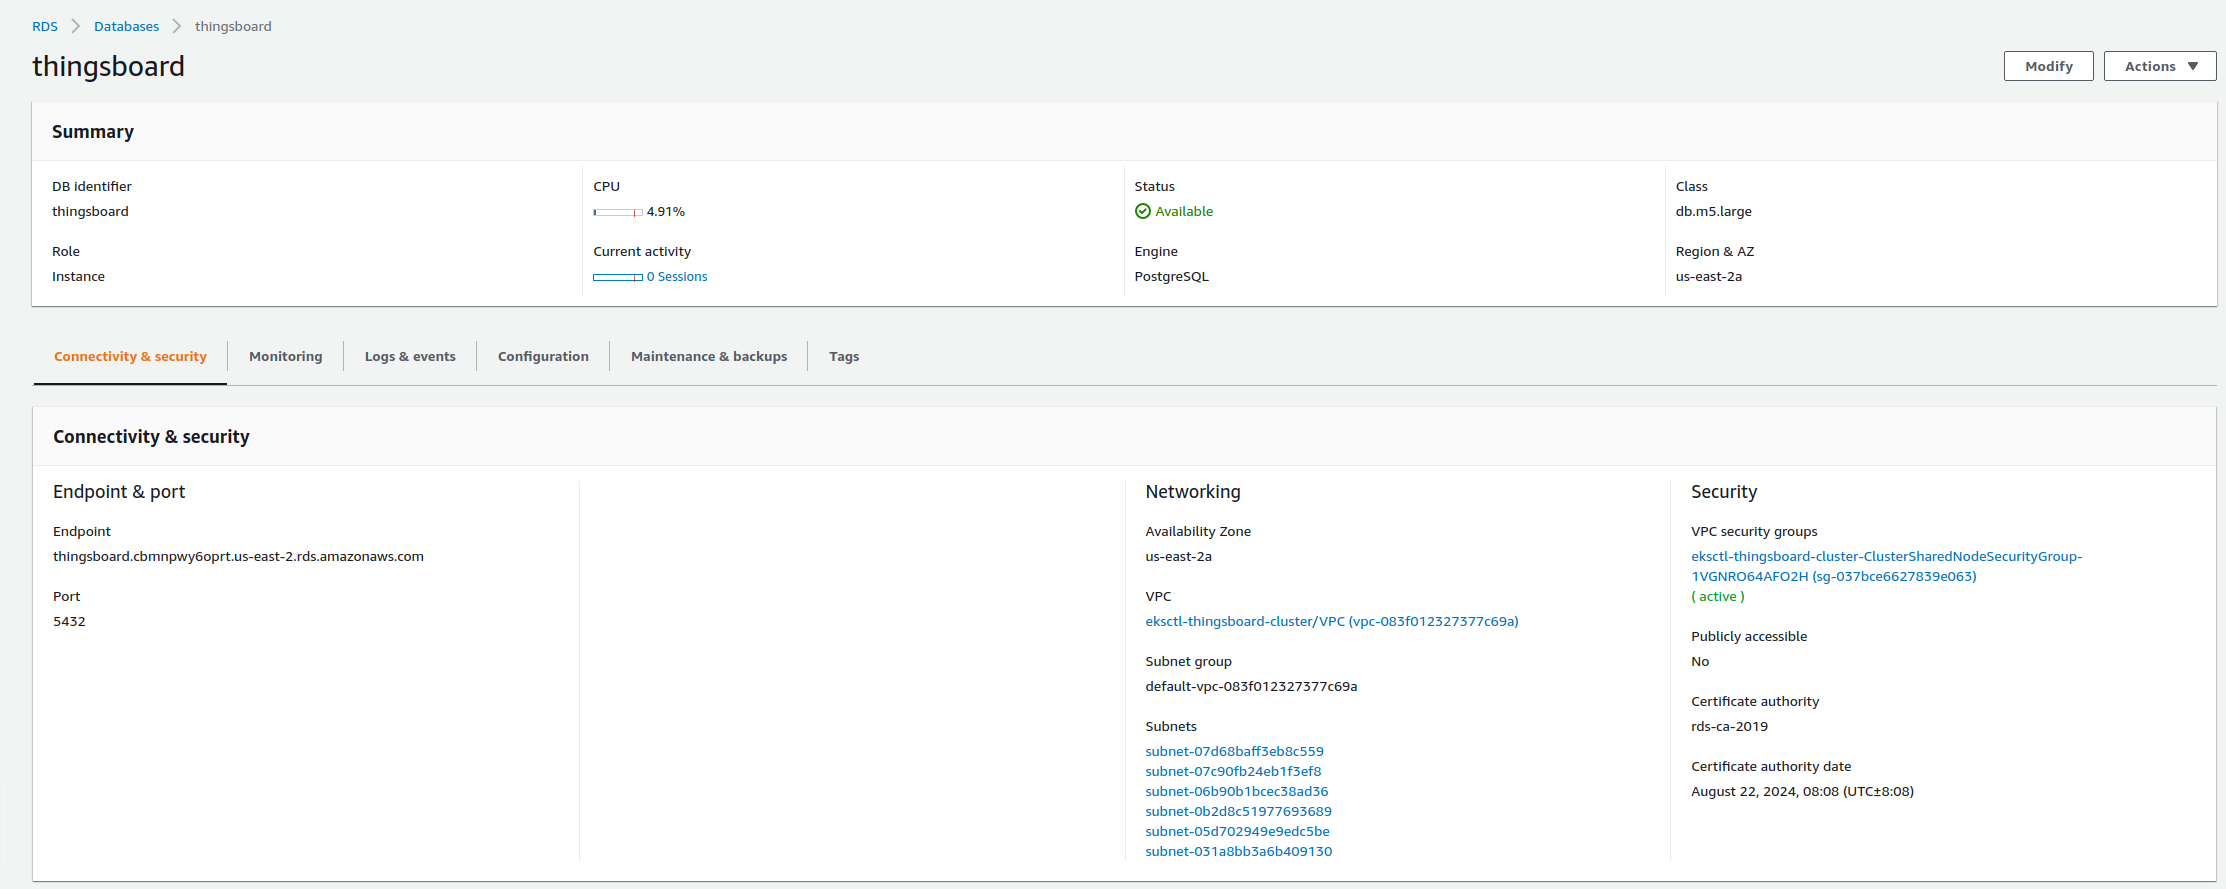 RDS > Databases > thingsboard
thingsboard
Modify
Actions
Summary
DB identifier
thingsboard
Role
Instance
CPU
4.91%
Current activity
0 Sessions
Status
Available
Engine
PostgreSQL
Class
db.m5.large
Region & AZ
us-east-2a
Connectivity & security
Monitoring
Logs & events
Configuration
Maintenance & backups
Tags
Connectivity & security
Endpoint & port
Endpoint
thingsboard.cbmnpwy6oprt.us-east-2.rds.amazonaws.com
Port
5432
Networking
Availability Zone
us-east-2a
VPC
eksctl-thingsboard-cluster/VPC (vpc-083f012327377c69a)
Subnet group
default-vpc-083f012327377c69a
Subnets
subnet-07d68baff3eb8c559
subnet-07c90fb24eb1f3ef8
subnet-06b90b1bcec38ad36
subnet-0b2d8c51977693689
subnet-05d702949e9edc5be
subnet-031a8bb3a6b409130
Security
VPC security groups
eksctl-thingsboard-cluster-ClusterSharedNodeSecurityGroup-
1VGNRO64AFO2H (sg-037bce6627839e063)
( active )
Publicly accessible
No
Certificate authority
rds-ca-2019
Certificate authority date
August 22, 2024, 08:08 (UTC±8:08)